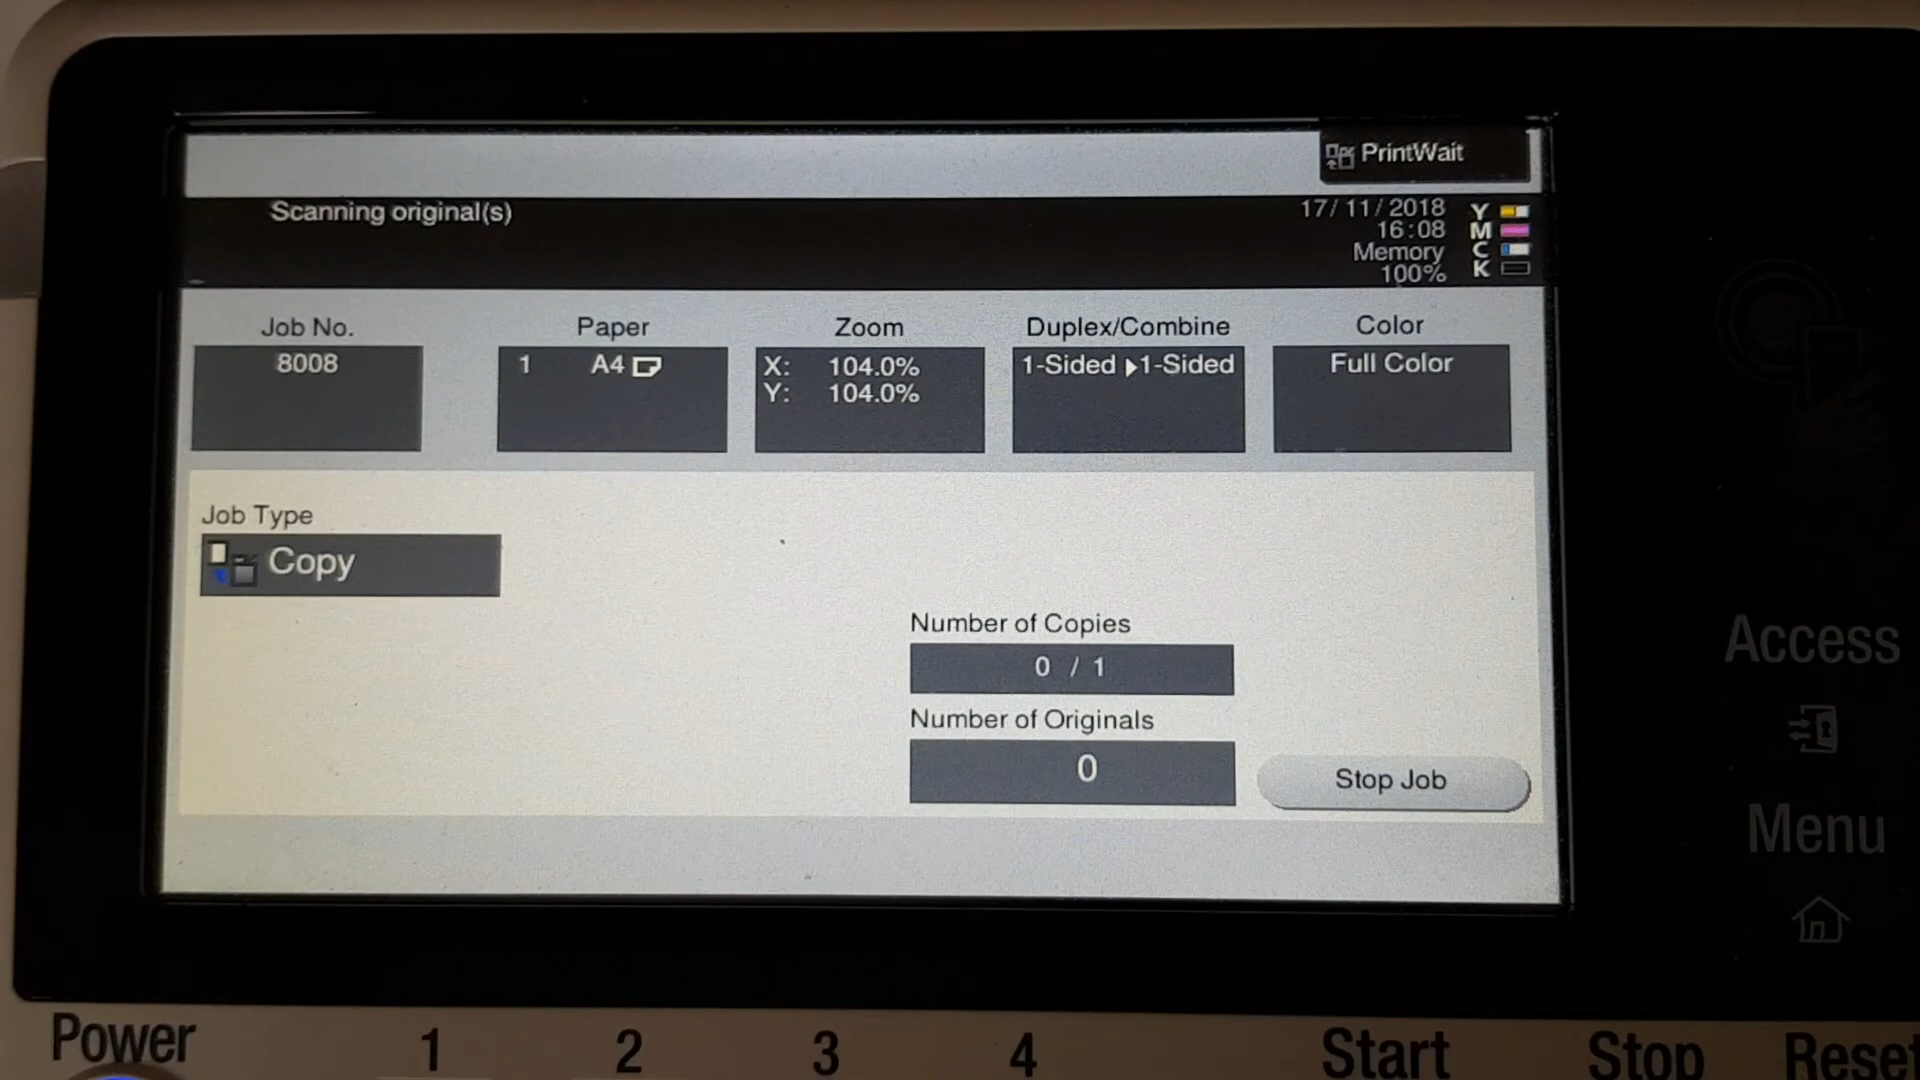 PrintWait
Scanning original(s)
17/11/2018
16:08
Memory
100%
Y
M
C
K
Job No.
8008
Paper
1 A4
Zoom
X: 104.0%
Y: 104.0%
Duplex/Combine
1-Sided ▶1-Sided
Color
Full Color
Job Type
Copy
Number of Copies
0 / 1
Number of Originals
0
Stop Job
Access
Menu
Power 1 2 3 4 Start Stop Reset